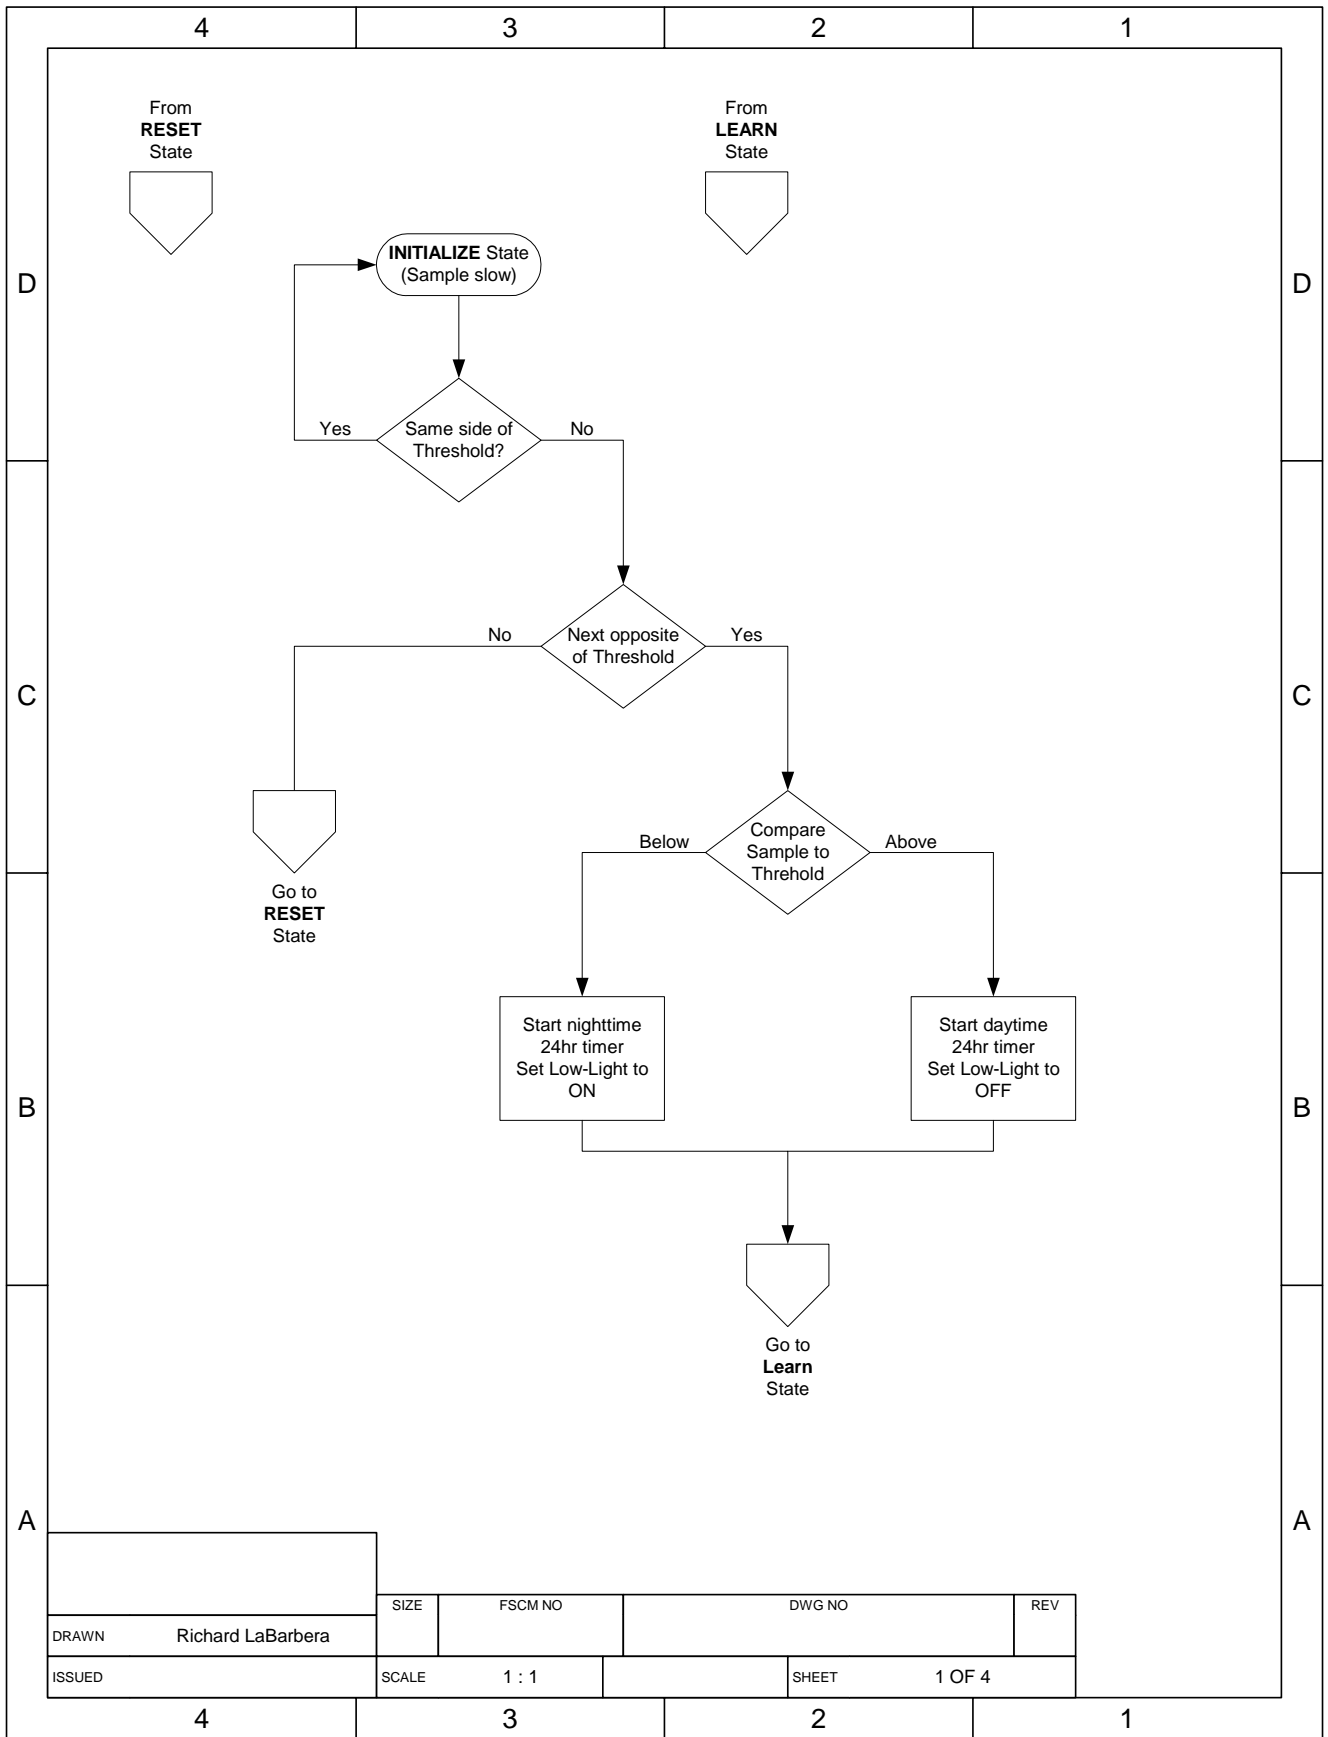 4 3 2 1
From
RESET
State
From
LEARN
State
INITIALIZE State
(Sample slow)
D D
Yes
Same side of
Threshold?
No
No
Next opposite
of Threshold
Yes
C C
Below
Compare
Sample to
Threhold
Above
Go to
RESET
State
Start nighttime
24hr timer
Set Low-Light to
ON
Start daytime
24hr timer
Set Low-Light to
OFF
B B
Go to
Learn
State
A A
SIZE FSCM NO DWG NO REV
DRAWN Richard LaBarbera
ISSUED SCALE 1 : 1 SHEET 1 OF 4
4 3 2 1